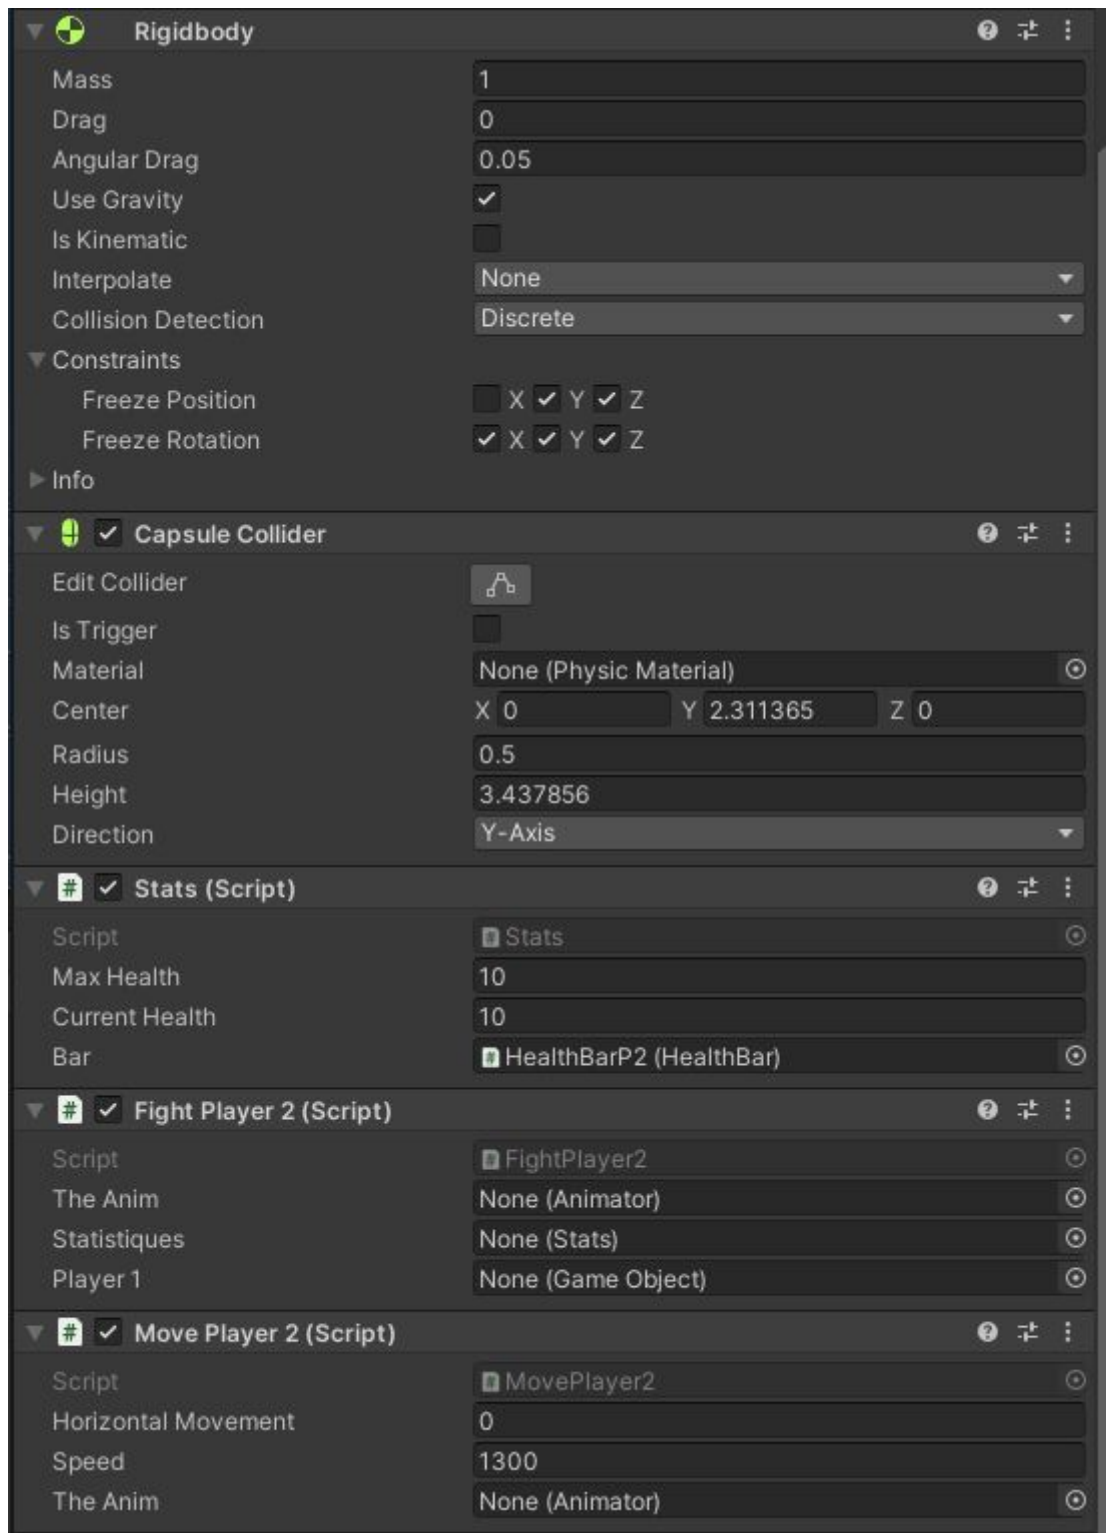 Rigidbody
Mass 1
Drag 0
Angular Drag 0.05
Use Gravity
Is Kinematic
Interpolate None
Collision Detection Discrete
Constraints
Freeze Position X Y Z
Freeze Rotation X Y Z
Info
Capsule Collider
Edit Collider
Is Trigger
Material None (Physic Material)
Center X 0 Y 2.311365 Z 0
Radius 0.5
Height 3.437856
Direction Y-Axis
# Stats (Script)
Script # Stats
Max Health 10
Current Health 10
Bar # HealthBarP2 (HealthBar)
# Fight Player 2 (Script)
Script # FightPlayer2
The Anim None (Animator)
Statistiques None (Stats)
Player 1 None (Game Object)
# Move Player 2 (Script)
Script # MovePlayer2
Horizontal Movement 0
Speed 1300
The Anim None (Animator)